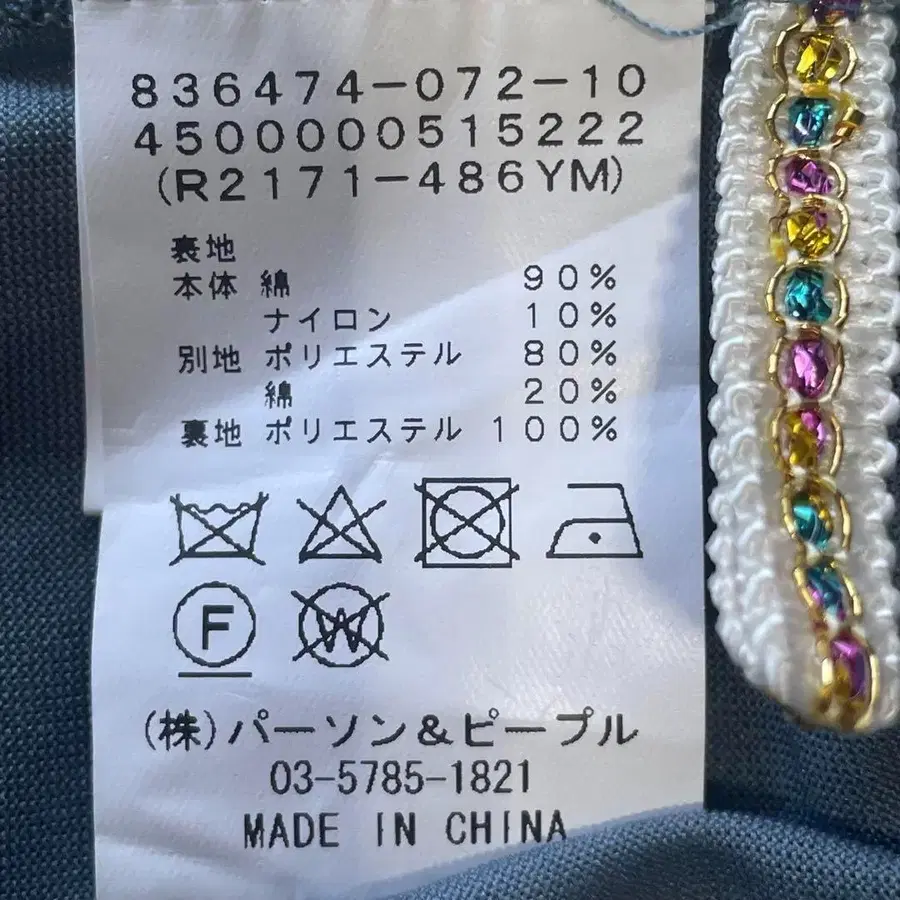 836474-072-10
4500000515222
(R2171-486YM)
裏地
本体 綿 90%
ナイロン 10%
別地 ポリエステル 80%
綿 20%
裏地 ポリエステル 100%
F W
(株)パーソン&ピープル
03-5785-1821
MADE IN CHINA